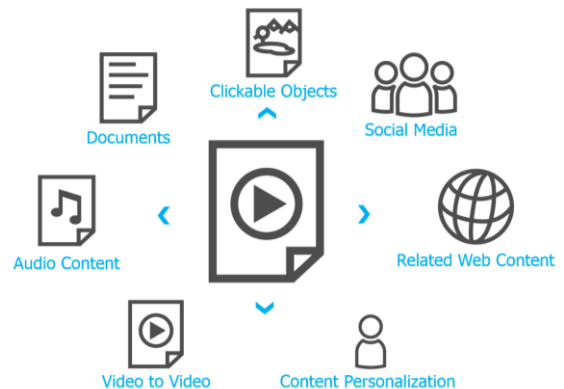 Clickable Objects
Documents
Social Media
Audio Content
Related Web Content
Video to Video
Content Personalization